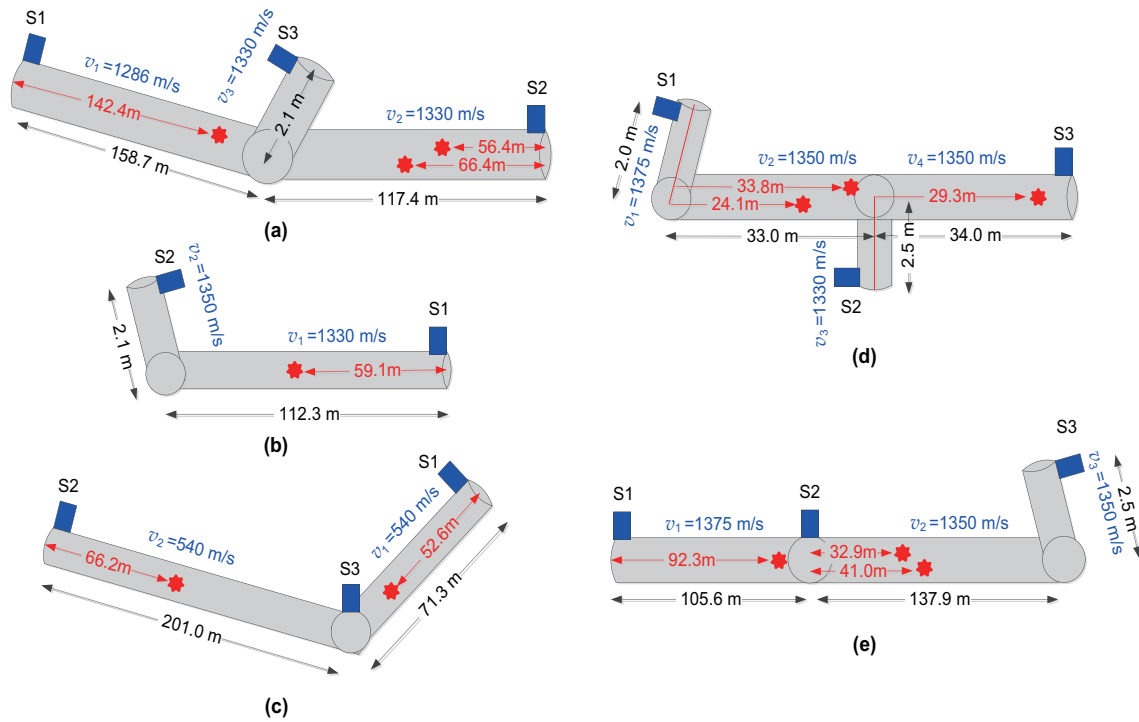 S1
S3
S2
v₁ =1286 m/s
v₃ =1330 m/s
v₂ =1330 m/s
142.4m
2.1 m
56.4m
66.4m
158.7 m
117.4 m
(a)
S2
v₂ =1350 m/s
S1
v₁ =1330 m/s
2.1 m
59.1m
112.3 m
(b)
S1
S2
v₂ =540 m/s
v₁ =540 m/s
52.6m
66.2m
S3
71.3 m
201.0 m
(c)
S1
S3
2.0 m
v₁ =1375 m/s
v₂ =1350 m/s
v₄ =1350 m/s
33.8m
24.1m
29.3m
33.0 m
2.5 m
34.0 m
S2
v₃ =1330 m/s
(d)
S3
S1
S2
v₃ =1350 m/s
2.5 m
v₁ =1375 m/s
v₂ =1350 m/s
92.3m
32.9m
41.0m
105.6 m
137.9 m
(e)